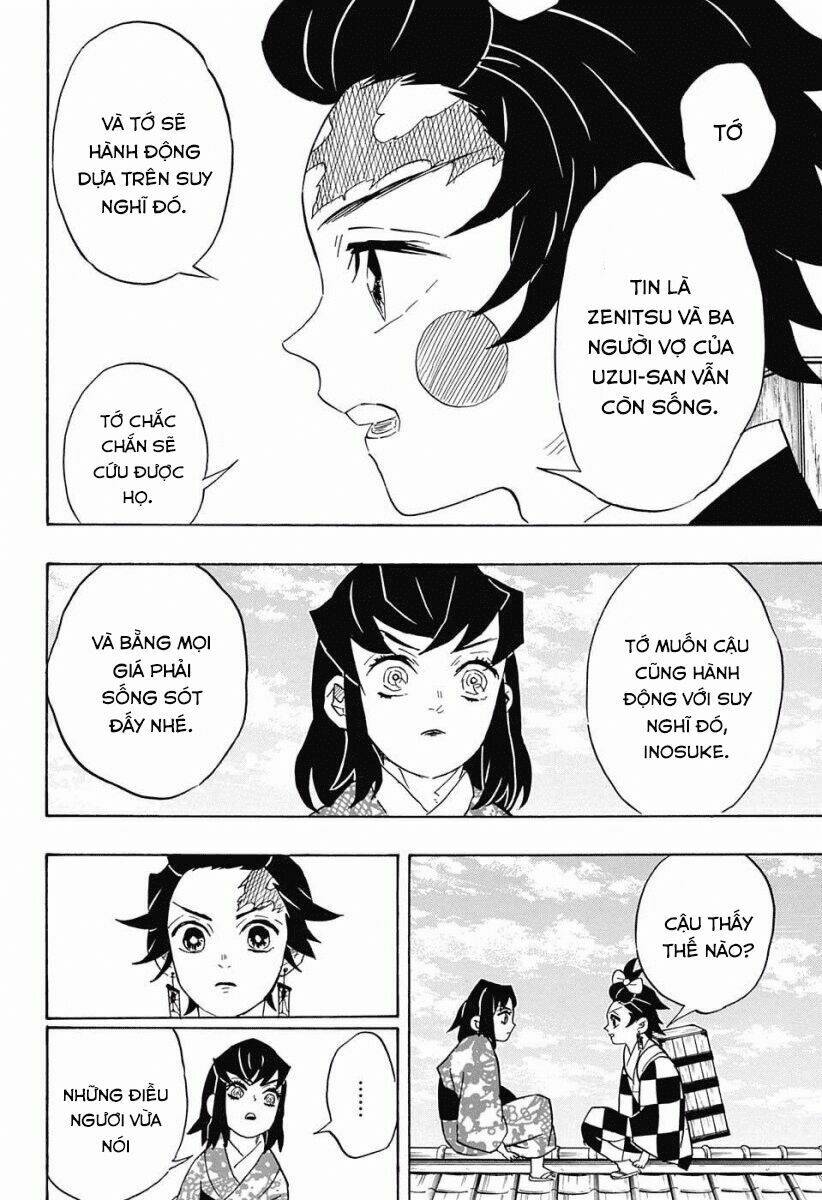 TỚ
TIN LÀ
ZENITSU VÀ BA
NGƯỜI VỢ CỦA
UZUI-SAN VẪN
CÒN SỐNG.
VÀ TỚ SẼ
HÀNH ĐỘNG
DỰA TRÊN SUY
NGHĨ ĐÓ.
TỚ CHẮC
CHẮN SẼ
CỨU ĐƯỢC
HỌ.
TỚ MUỐN CẬU
CŨNG HÀNH
ĐỘNG VỚI SUY
NGHĨ ĐÓ,
INOSUKE.
VÀ BẰNG MỌI
GIÁ PHẢI
SỐNG SÓT
ĐẤY NHÉ.
CẬU THẤY
THẾ NÀO?
........
NHỮNG ĐIỀU
NGƯƠI VỪA
NÓI